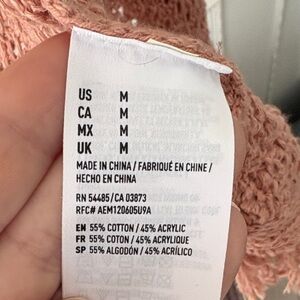 US M
CA M
MX M
UK M
MADE IN CHINA / FABRIQUÉ EN CHINE /
HECHO EN CHINA
RN 54485/CA 03873
RFC# AEM120605U9A
EN 55% COTTON / 45% ACRYLIC
FR 55% COTON / 45% ACRYLIQUE
SP 55% ALGODÓN / 45% ACRÍLICO